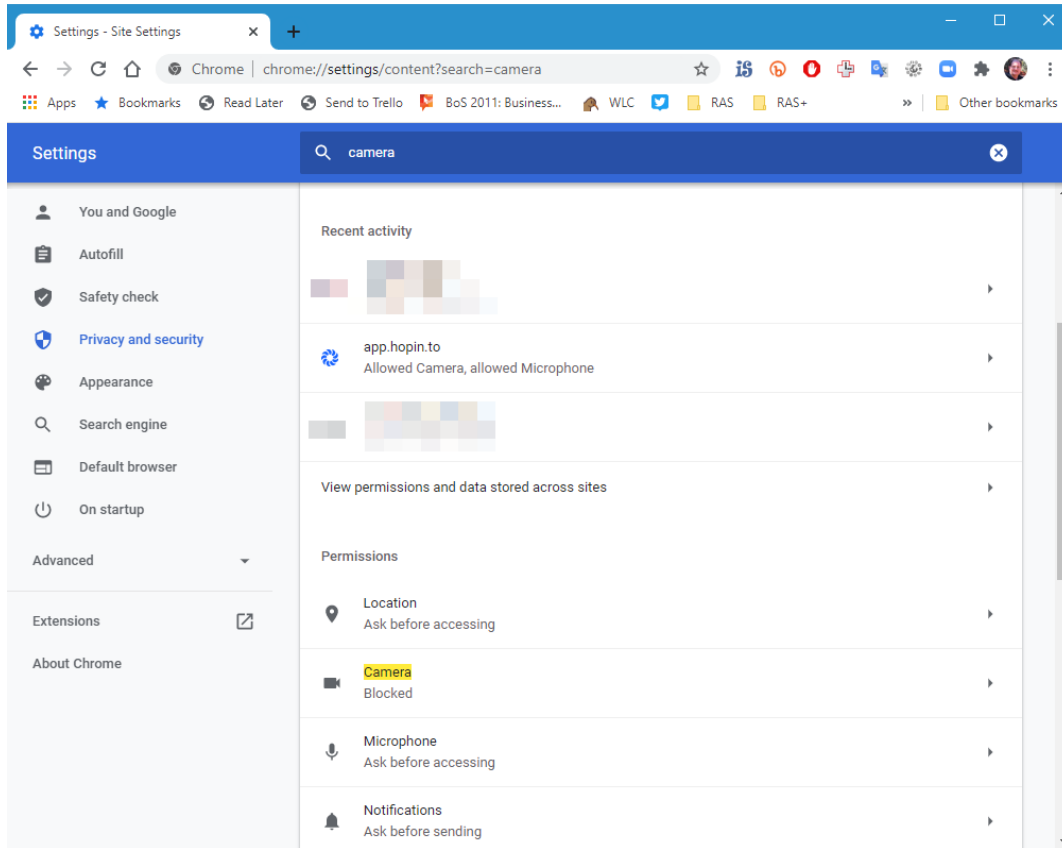 Settings - Site Settings
Chrome | chrome://settings/content?search=camera
iS
Apps Bookmarks Read Later Send to Trello BoS 2011: Business... WLC RAS RAS+ » Other bookmarks
Settings
camera
You and Google
Autofill
Safety check
Privacy and security
Appearance
Search engine
Default browser
On startup
Advanced
Extensions
About Chrome
Recent activity
app.hopin.to
Allowed Camera, allowed Microphone
View permissions and data stored across sites
Permissions
Location
Ask before accessing
Camera
Blocked
Microphone
Ask before accessing
Notifications
Ask before sending